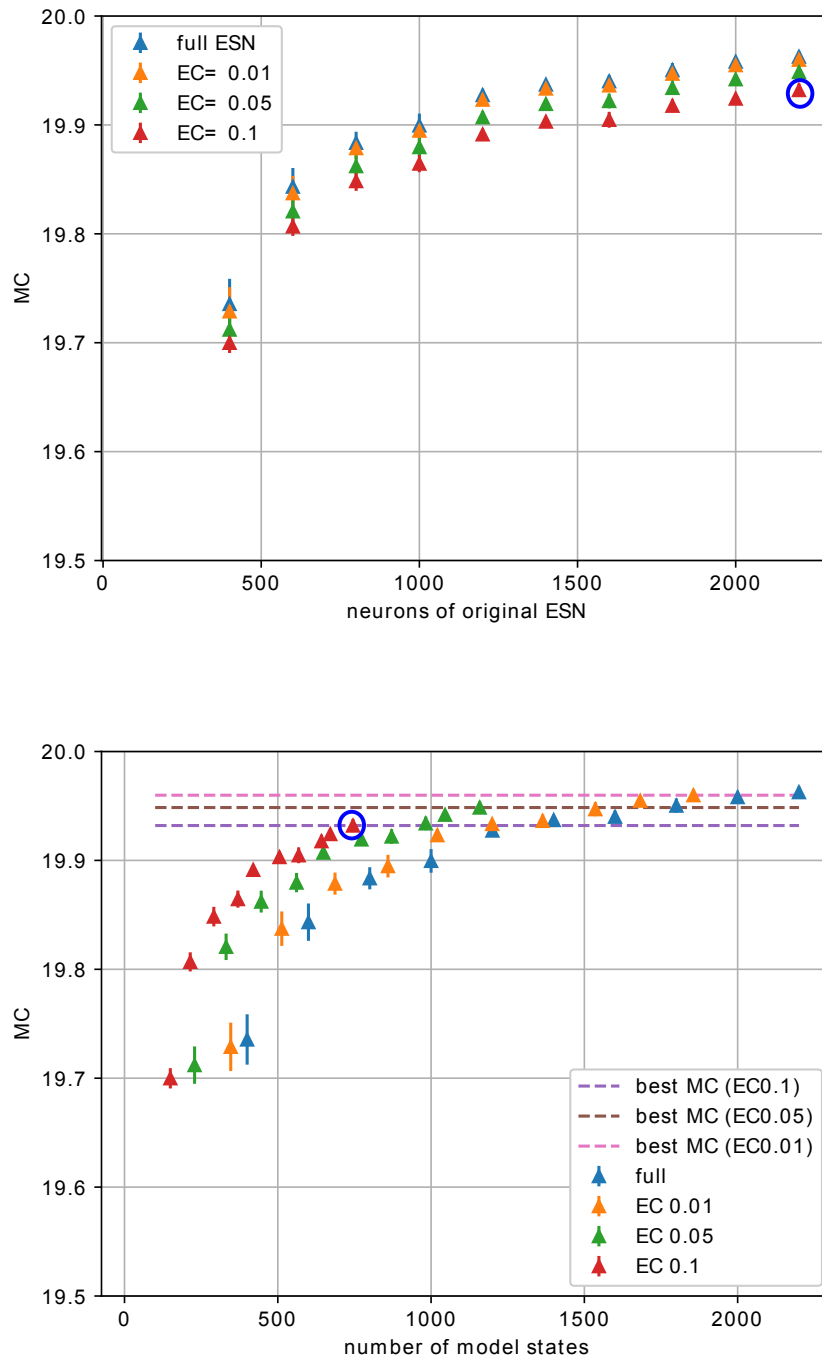 20.0
19.9
19.8
19.7
19.6
19.5
MC
full ESN
EC= 0.01
EC= 0.05
EC= 0.1
0
500
1000
1500
2000
neurons of original ESN
20.0
19.9
19.8
19.7
19.6
19.5
MC
best MC (EC0.1)
best MC (EC0.05)
best MC (EC0.01)
full
EC 0.01
EC 0.05
EC 0.1
0
500
1000
1500
2000
number of model states